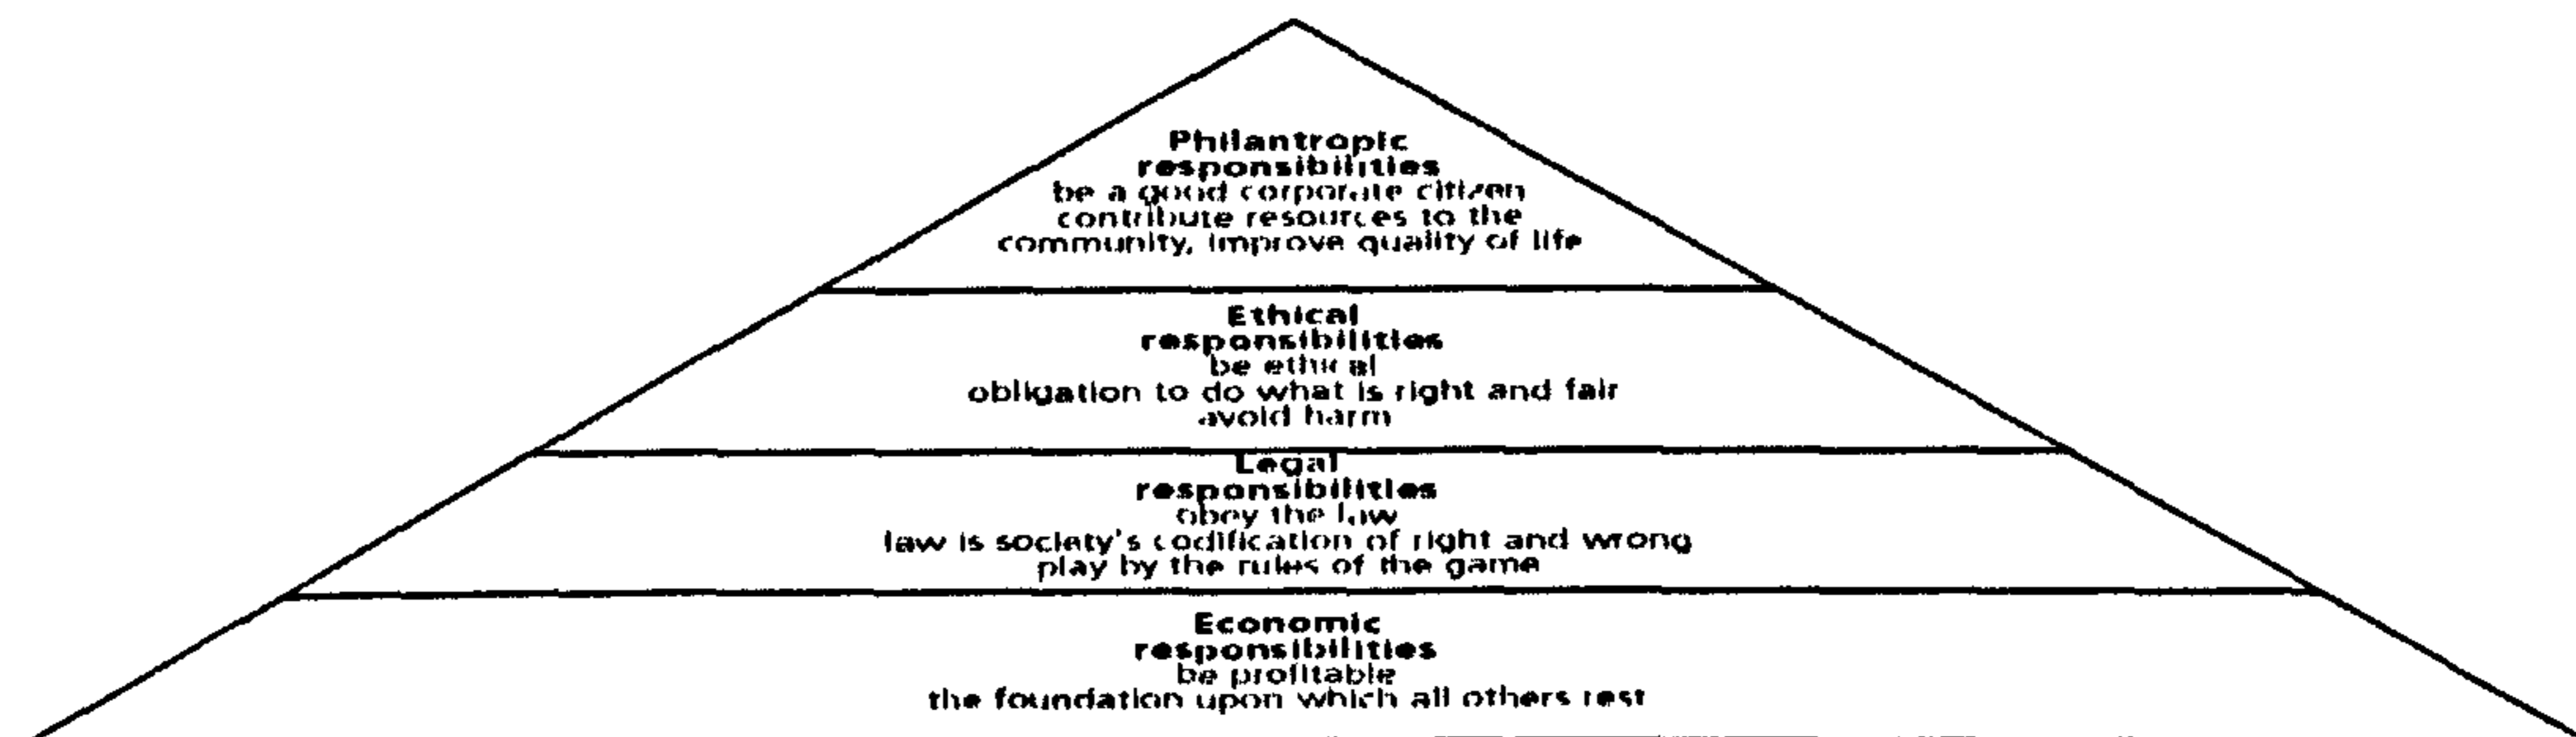 Philantropic
responsibilities
be a good corporate citizen
contribute resources to the
community, improve quality of life
Ethical
responsibilities
be ethical
obligation to do what is right and fair
avoid harm
Legal
responsibilities
obey the law
law is society's codification of right and wrong
play by the rules of the game
Economic
responsibilities
be profitable
the foundation upon which all others rest